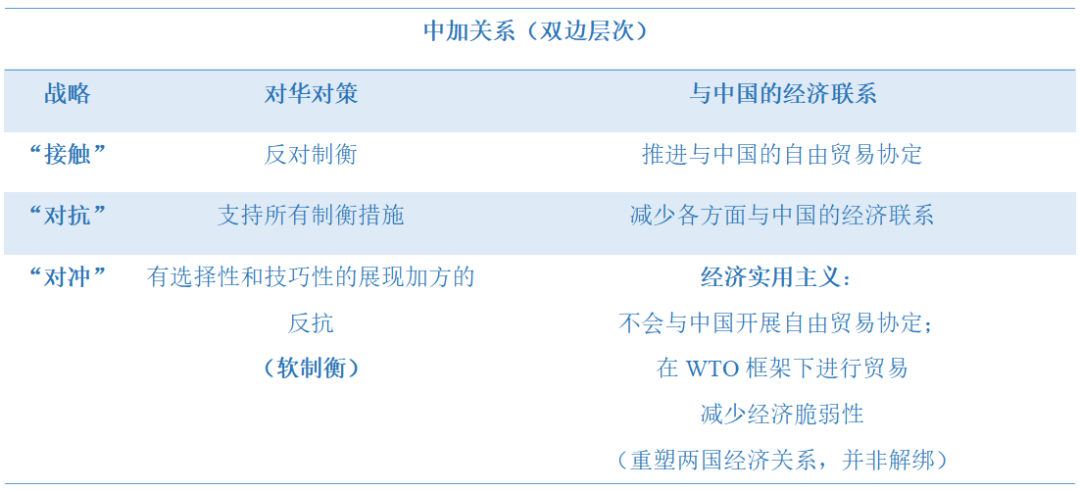 中加关系（双边层次）
战略 对华对策 与中国的经济联系
“接触” 反对制衡 推进与中国的自由贸易协定
“对抗” 支持所有制衡措施 减少各方面与中国的经济联系
“对冲” 有选择性和技巧性的展现加方的 经济实用主义：
反抗 不会与中国开展自由贸易协定；
（软制衡） 在 WTO 框架下进行贸易
减少经济脆弱性
（重塑两国经济关系，并非解绑）